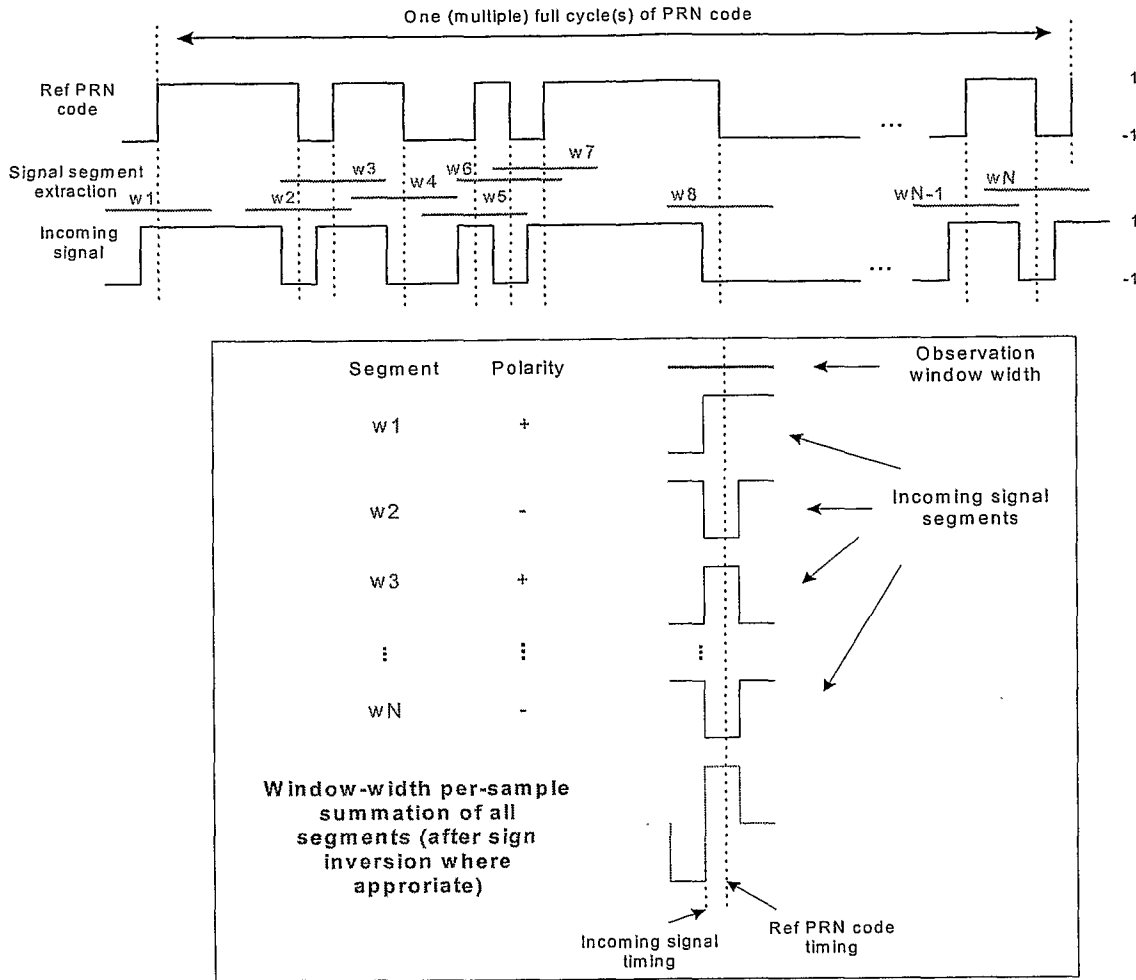 One (multiple) full cycle(s) of PRN code
Ref PRN
code
1
-1
...
Signal segment
extraction
w1
w2
w3
w4
w5
w6
w7
w8
wN-1
wN
Incoming
signal
1
-1
...
Segment
Polarity
Observation
window width
w1
+
w2
-
Incoming signal
segments
w3
+
⋮
⋮
⋮
wN
-
Window-width per-sample
summation of all
segments (after sign
inversion where
approriate)
Incoming signal
timing
Ref PRN code
timing